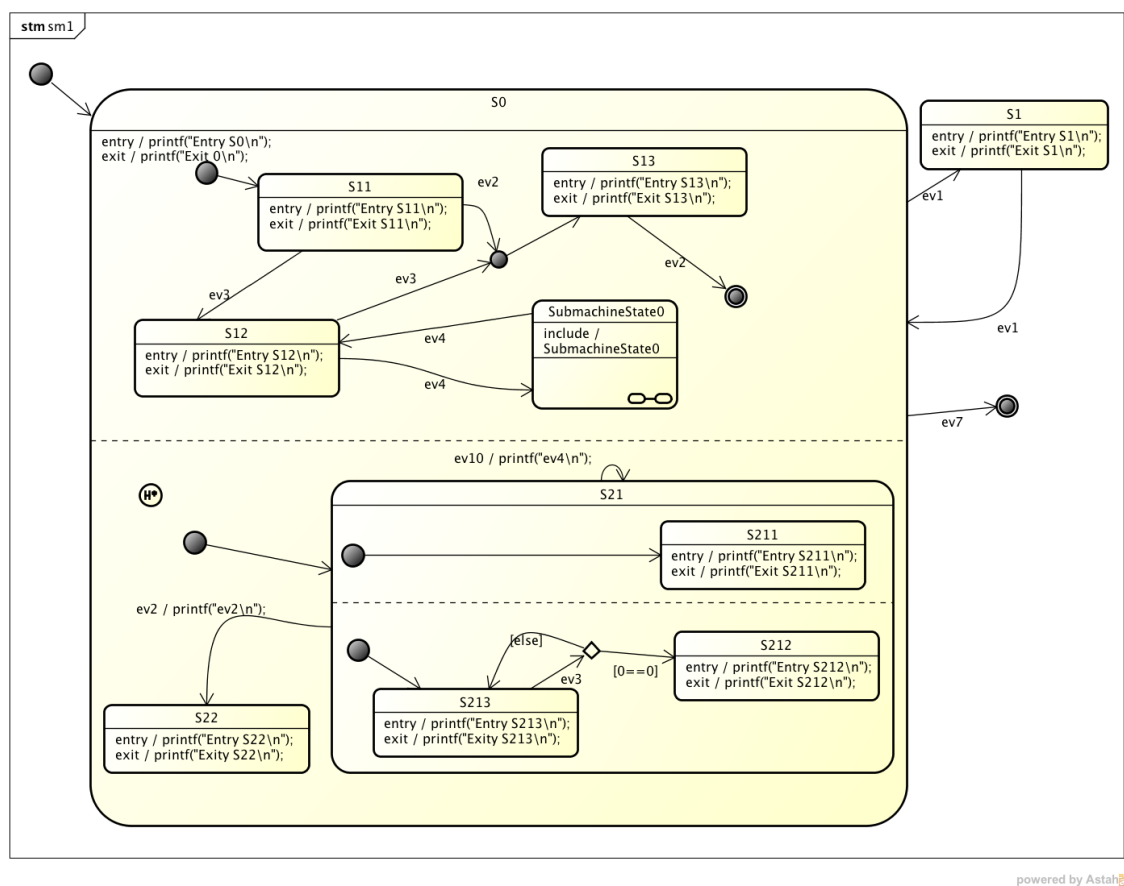 stm sm1
S0
entry / printf("Entry S0\n");
exit / printf("Exit 0\n");
S1
entry / printf("Entry S1\n");
exit / printf("Exit S1\n");
S13
entry / printf("Entry S13\n");
exit / printf("Exit S13\n");
S11
entry / printf("Entry S11\n");
exit / printf("Exit S11\n");
ev2
ev1
ev2
ev3
ev3
S12
entry / printf("Entry S12\n");
exit / printf("Exit S12\n");
SubmachineState0
include /
SubmachineState0
ev4
ev4
ev1
ev7
ev10 / printf("ev4\n");
H*
S21
S211
entry / printf("Entry S211\n");
exit / printf("Exit S211\n");
ev2 / printf("ev2\n");
[else]
[0==0]
ev3
S212
entry / printf("Entry S212\n");
exit / printf("Exit S212\n");
S213
entry / printf("Entry S213\n");
exit / printf("Exity S213\n");
S22
entry / printf("Entry S22\n");
exit / printf("Exity S22\n");
powered by Astah